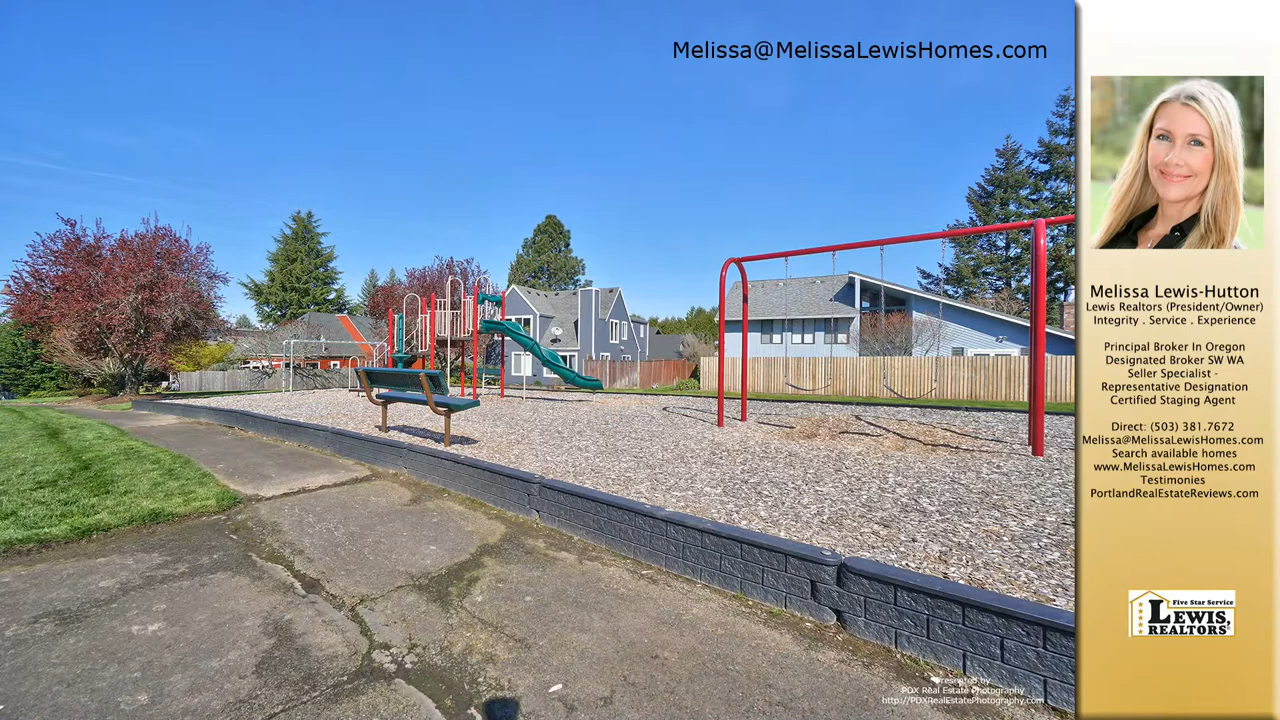 Melissa@MelissaLewisHomes.com
Melissa Lewis-Hutton
Lewis Realtors (President/Owner)
Integrity . Service . Experience
Principal Broker In Oregon
Designated Broker SW WA
Seller Specialist -
Representative Designation
Certified Staging Agent
Direct: (503) 381.7672
Melissa@MelissaLewisHomes.com
Search available homes
www.MelissaLewisHomes.com
Testimonies
PortlandRealEstateReviews.com
Five Star Service
LEWIS,
REALTORS
Presented by
PDX Real Estate Photography
http://PDXRealEstatePhotography.com